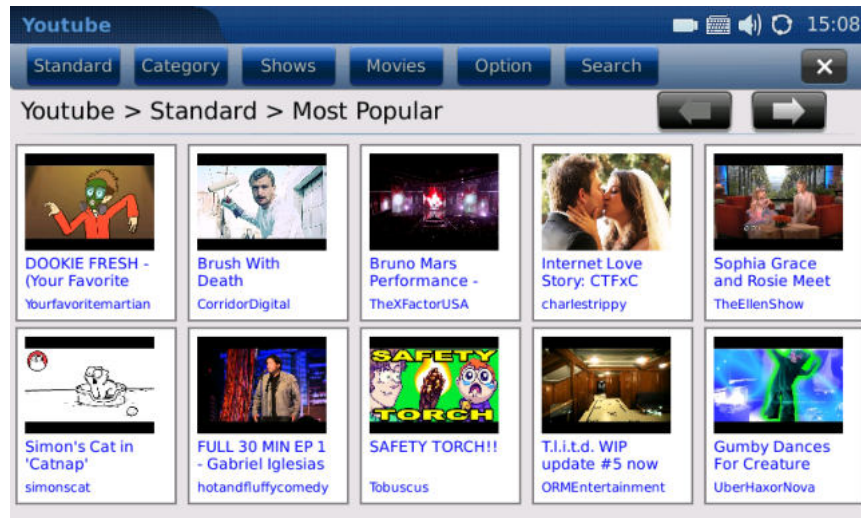 Youtube
15:08
Standard Category Shows Movies Option Search
Youtube > Standard > Most Popular
DOOKIE FRESH -
(Your Favorite
Yourfavoritemartian
Brush With
Death
CorridorDigital
Bruno Mars
Performance -
TheXFactorUSA
Internet Love
Story: CTFxC
charlestrippy
Sophia Grace
and Rosie Meet
TheEllenShow
Simon's Cat in
'Catnap'
simonscat
FULL 30 MIN EP 1
- Gabriel Iglesias
hotandfluffycomedy
SAFETY
TORCH
SAFETY TORCH!!
Tobuscus
T.l.i.t.d. WIP
update #5 now
ORMEntertainment
Gumby Dances
For Creature
UberHaxorNova